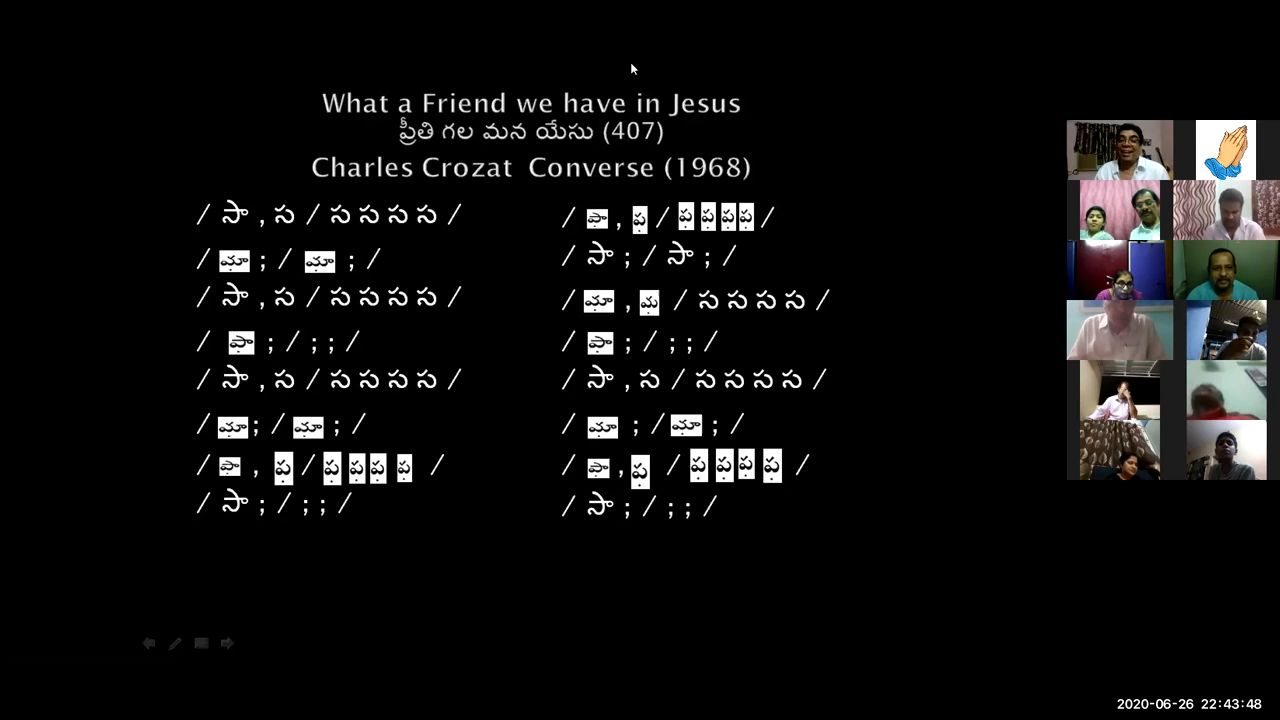 What a Friend we have in Jesus
ప్రీతి గల మన యేసు (407)
Charles Crozat Converse (1968)
/ సా , స / స స స స /
/ మా ; / మా ; /
/ సా , స / స స స స /
/ పా ; / ; ; /
/ సా , స / స స స స /
/ మా ; / మా ; /
/ పా , ప / ప ప ప ప /
/ సా ; / ; ; /
/ పా , ప / ప ప ప ప /
/ సా ; / సా ; /
/ మా , మ / స స స స /
/ పా ; / ; ; /
/ సా , స / స స స స /
/ మా ; / మా ; /
/ పా , ప / ప ప ప ప /
/ సా ; / ; ; /
2020-06-26 22:43:48